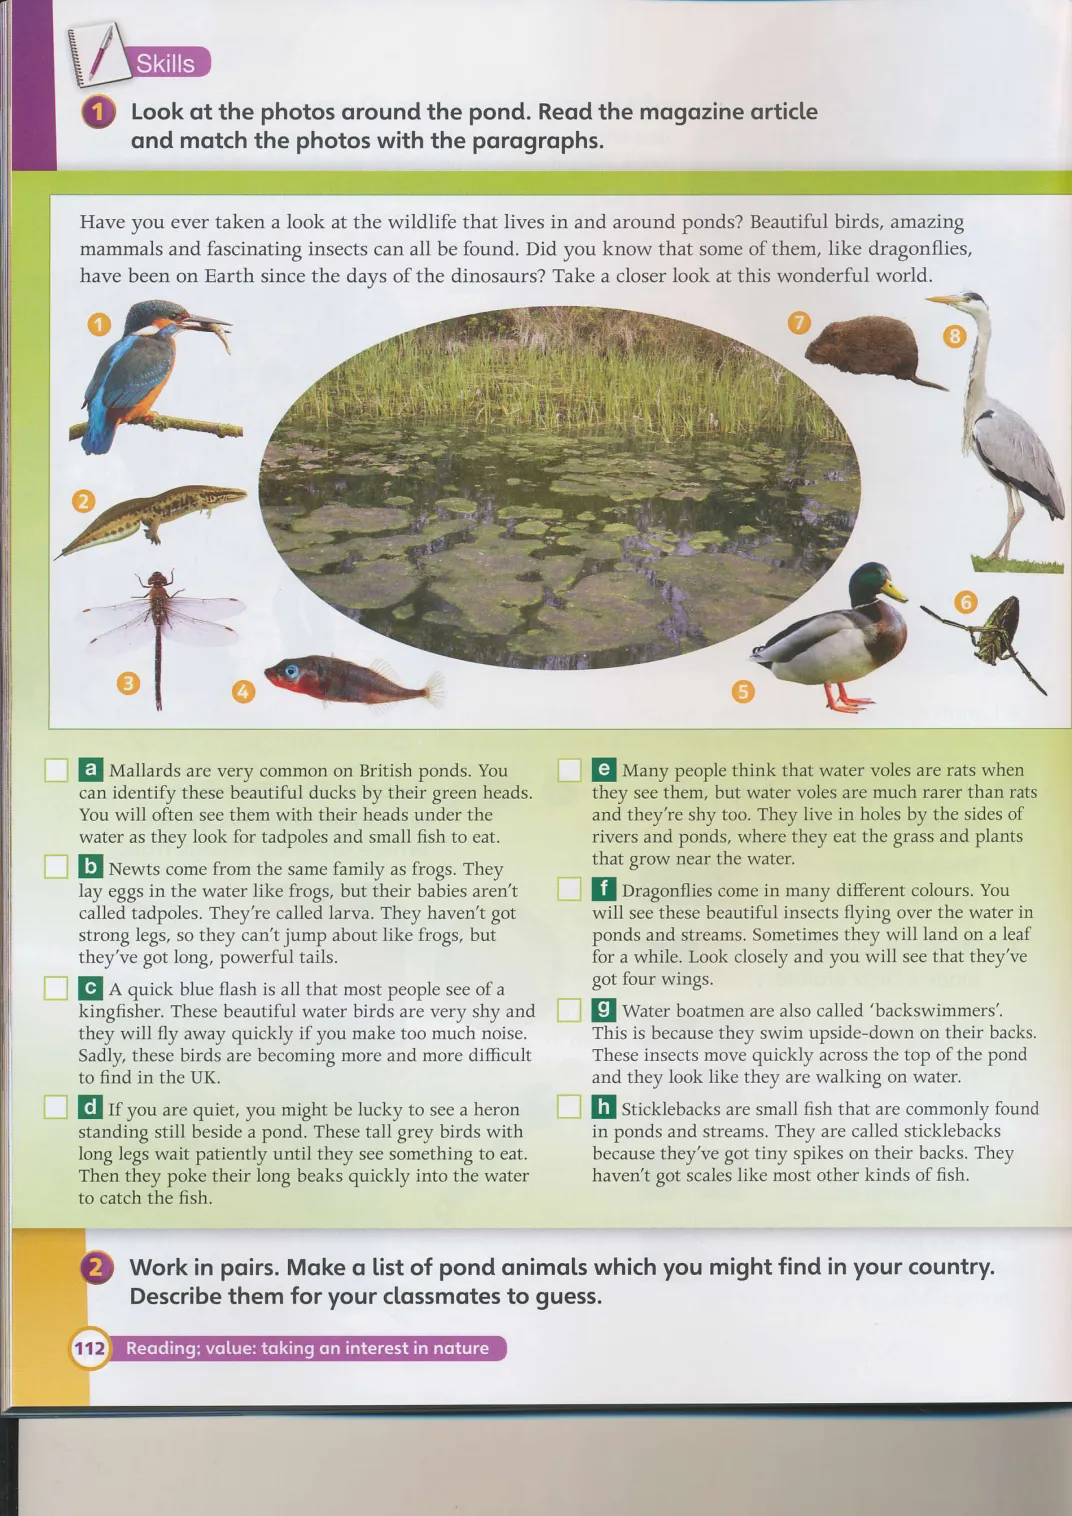 Skills
1 Look at the photos around the pond. Read the magazine article
and match the photos with the paragraphs.
Have you ever taken a look at the wildlife that lives in and around ponds? Beautiful birds, amazing
mammals and fascinating insects can all be found. Did you know that some of them, like dragonflies,
have been on Earth since the days of the dinosaurs? Take a closer look at this wonderful world.
1
2
3
4
5
6
7
8
a Mallards are very common on British ponds. You
can identify these beautiful ducks by their green heads.
You will often see them with their heads under the
water as they look for tadpoles and small fish to eat.
b Newts come from the same family as frogs. They
lay eggs in the water like frogs, but their babies aren't
called tadpoles. They're called larva. They haven't got
strong legs, so they can't jump about like frogs, but
they've got long, powerful tails.
c A quick blue flash is all that most people see of a
kingfisher. These beautiful water birds are very shy and
they will fly away quickly if you make too much noise.
Sadly, these birds are becoming more and more difficult
to find in the UK.
d If you are quiet, you might be lucky to see a heron
standing still beside a pond. These tall grey birds with
long legs wait patiently until they see something to eat.
Then they poke their long beaks quickly into the water
to catch the fish.
e Many people think that water voles are rats when
they see them, but water voles are much rarer than rats
and they're shy too. They live in holes by the sides of
rivers and ponds, where they eat the grass and plants
that grow near the water.
f Dragonflies come in many different colours. You
will see these beautiful insects flying over the water in
ponds and streams. Sometimes they will land on a leaf
for a while. Look closely and you will see that they've
got four wings.
g Water boatmen are also called 'backswimmers'.
This is because they swim upside-down on their backs.
These insects move quickly across the top of the pond
and they look like they are walking on water.
h Sticklebacks are small fish that are commonly found
in ponds and streams. They are called sticklebacks
because they've got tiny spikes on their backs. They
haven't got scales like most other kinds of fish.
2 Work in pairs. Make a list of pond animals which you might find in your country.
Describe them for your classmates to guess.
112 Reading; value: taking an interest in nature